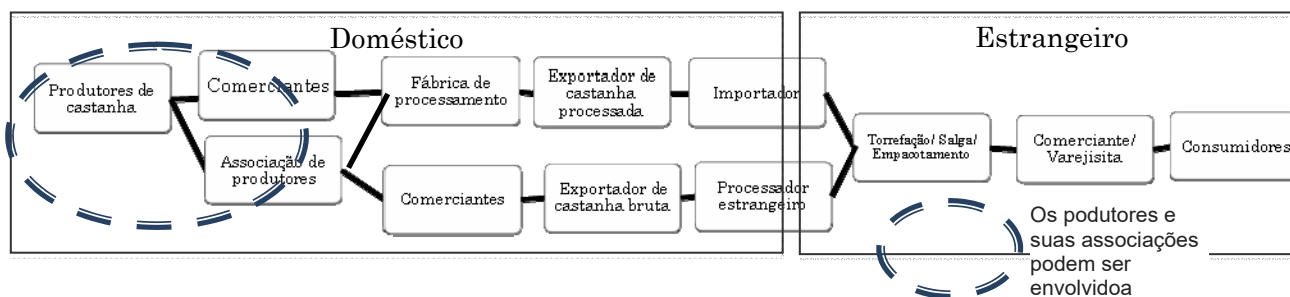 Doméstico
Estrangeiro
Produtores de
castanha
Comerciantes
Associação de
produtores
Fábrica de
processamento
Exportador de
castanha
processada
Importador
Comerciantes
Exportador de
castanha bruta
Processador
estrangeiro
Torrefação/ Salga/
Empacotamento
Comerciante/
Varejisita
Consumidores
Os podutores e
suas associações
podem ser
envolvidoa